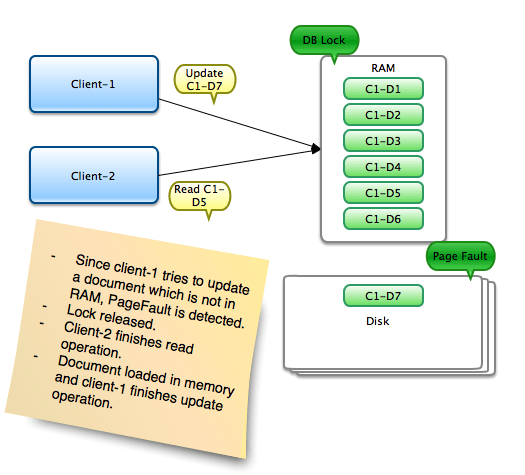 DB Lock
RAM
Update
C1-D7
Client-1
C1-D1
C1-D2
C1-D3
C1-D4
C1-D5
C1-D6
Client-2
Read C1-
D5
Page Fault
C1-D7
Disk
- Since client-1 tries to update
a document which is not in
RAM, PageFault is detected.
- Lock released.
- Client-2 finishes read
operation.
- Document loaded in memory
and client-1 finishes update
operation.